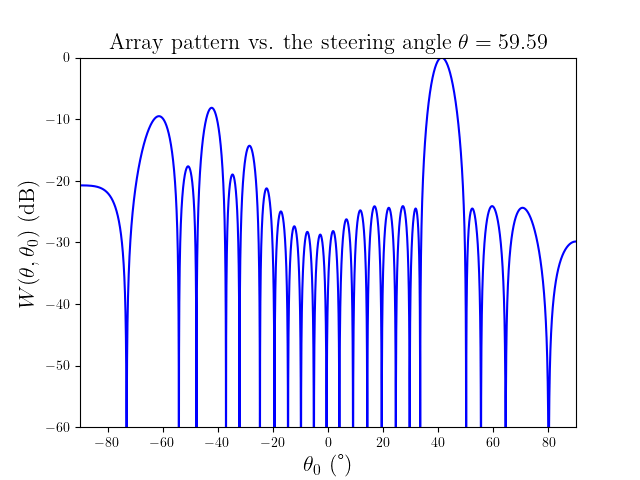 Array pattern vs. the steering angle θ = 59.59
0
−10
−20
−30
−40
−50
−60
W(θ, θ₀) (dB)
−80 −60 −40 −20 0 20 40 60 80
θ₀ (°)